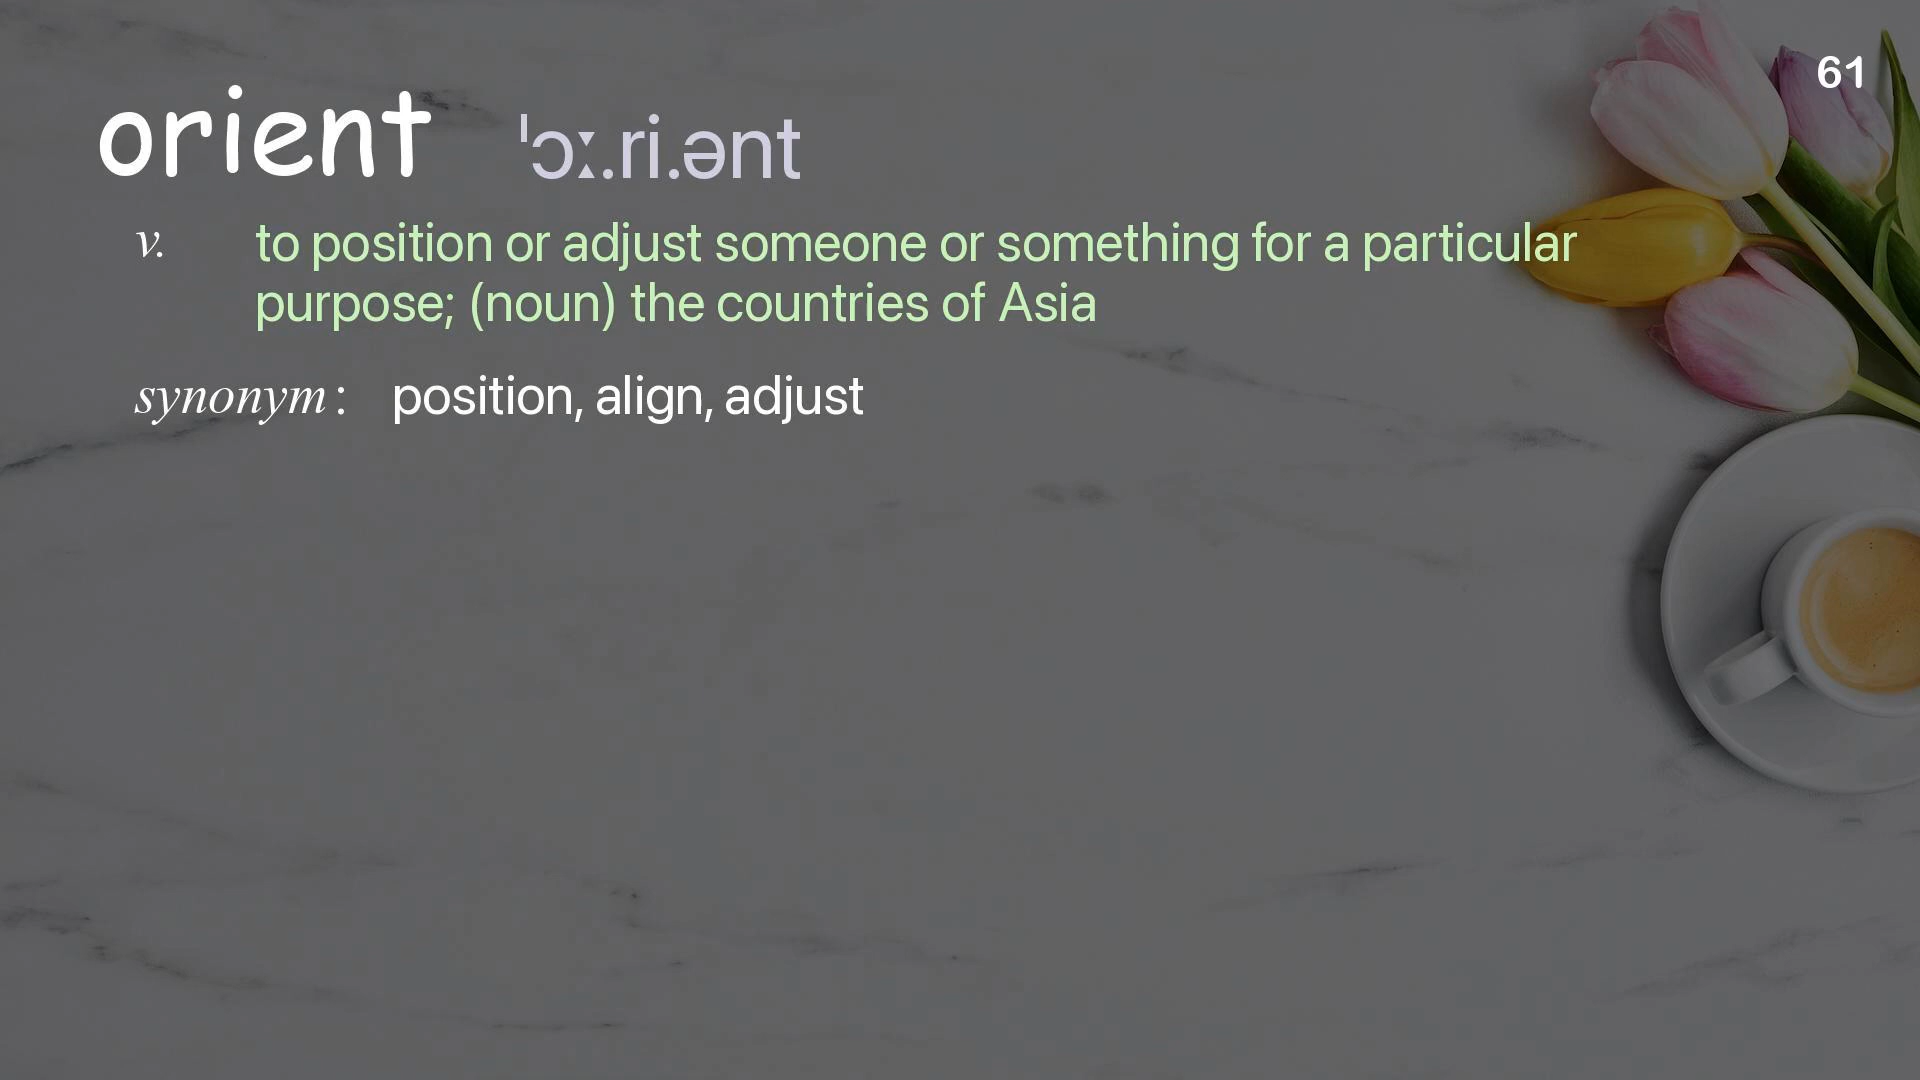 61
orient ˈɔː.ri.ənt
v. to position or adjust someone or something for a particular
purpose; (noun) the countries of Asia
synonym : position, align, adjust